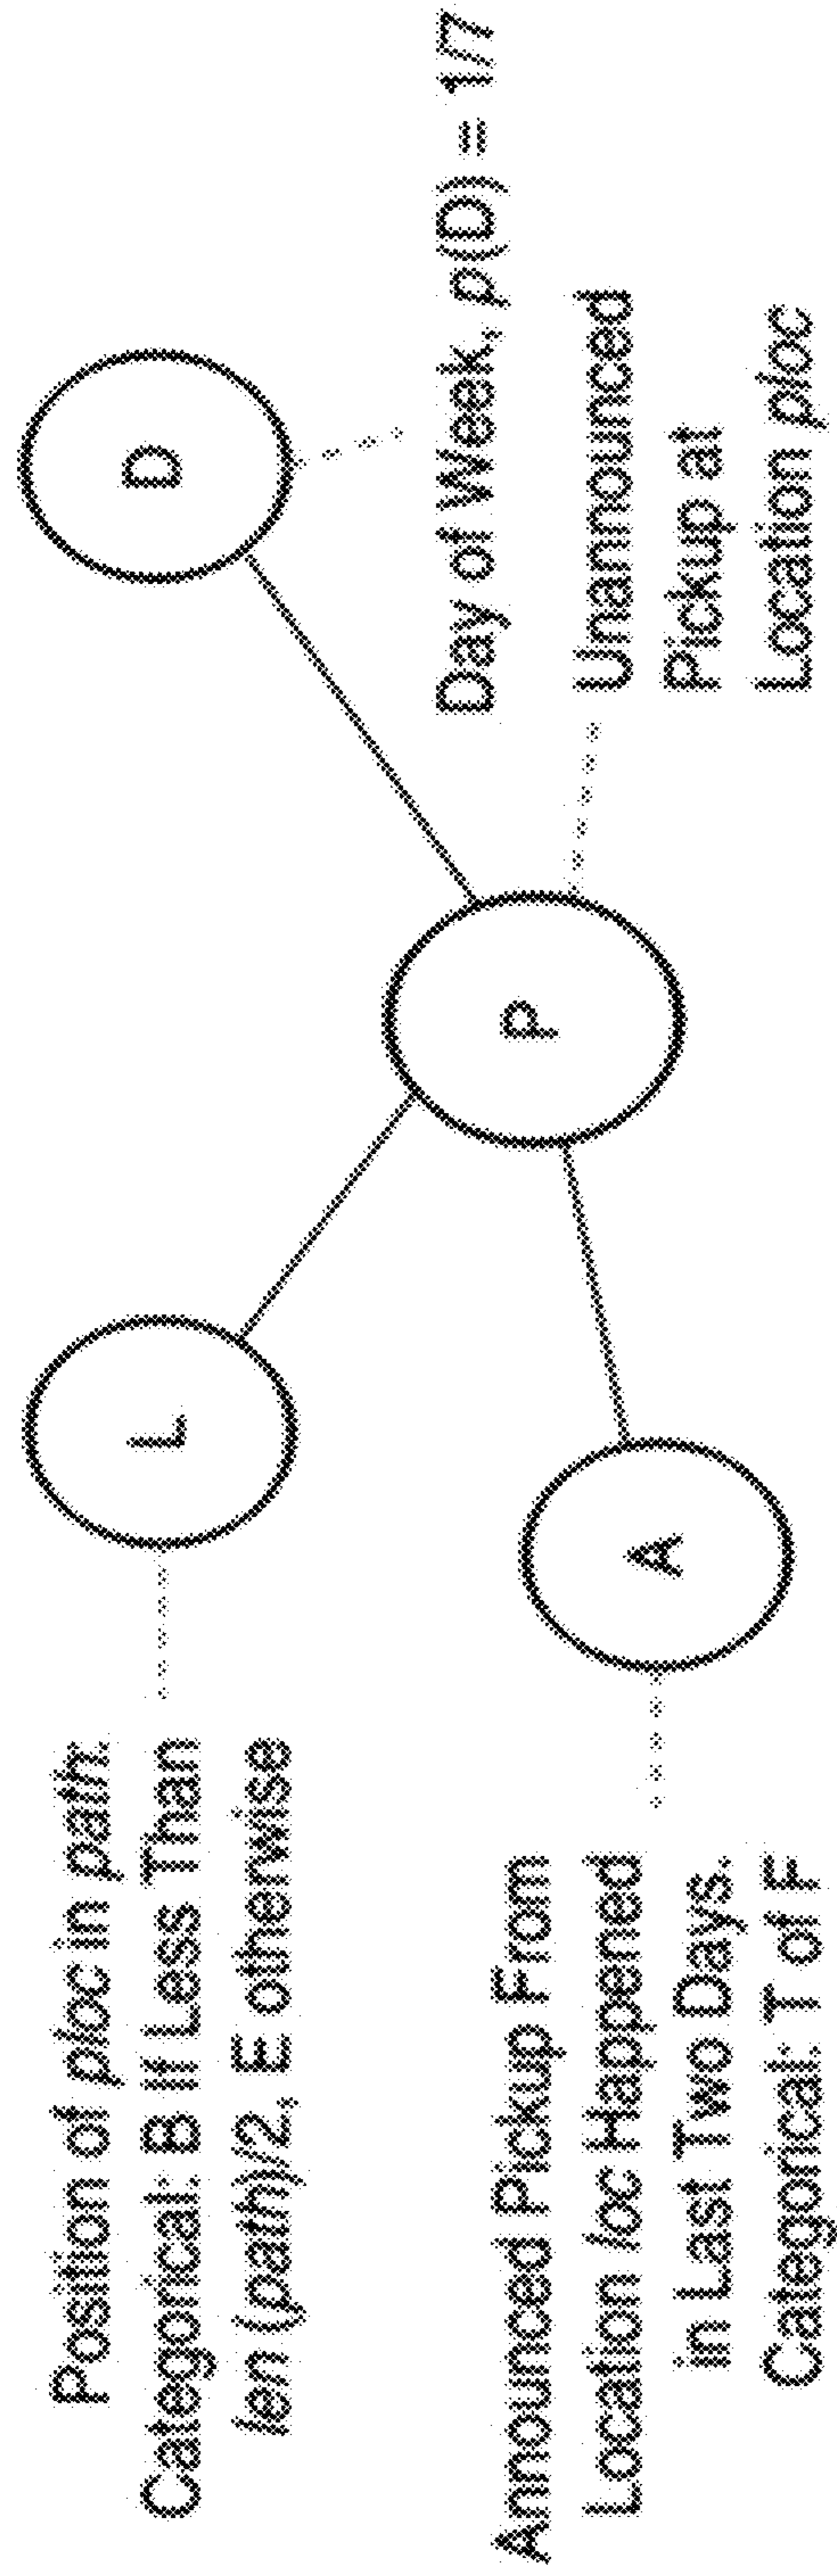 Position of ploc in path.
Categorical: B if Less Than
len (path)/2, E otherwise
L
D
Day of Week, p(D) = 1/7
P
Unannounced
Pickup at
Location ploc
A
Announced Pickup From
Location loc Happened
in Last Two Days.
Categorical: T of F